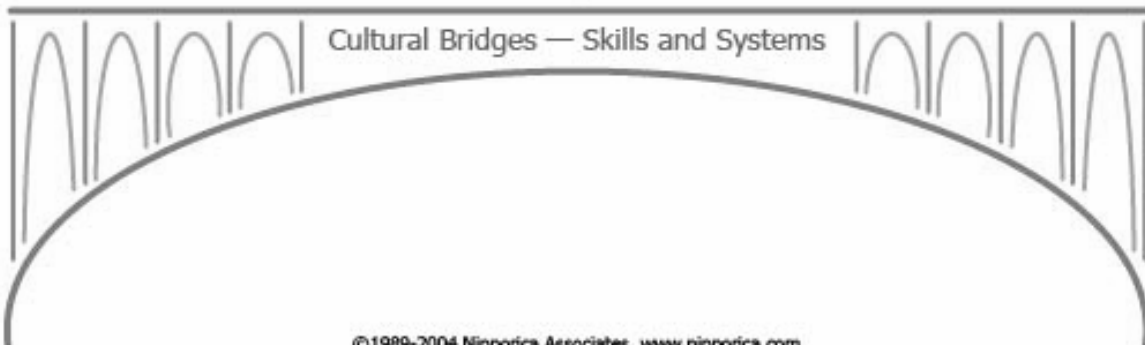 Cultural Bridges — Skills and Systems
©1989-2004 Nipporica Associates www.nipporica.com